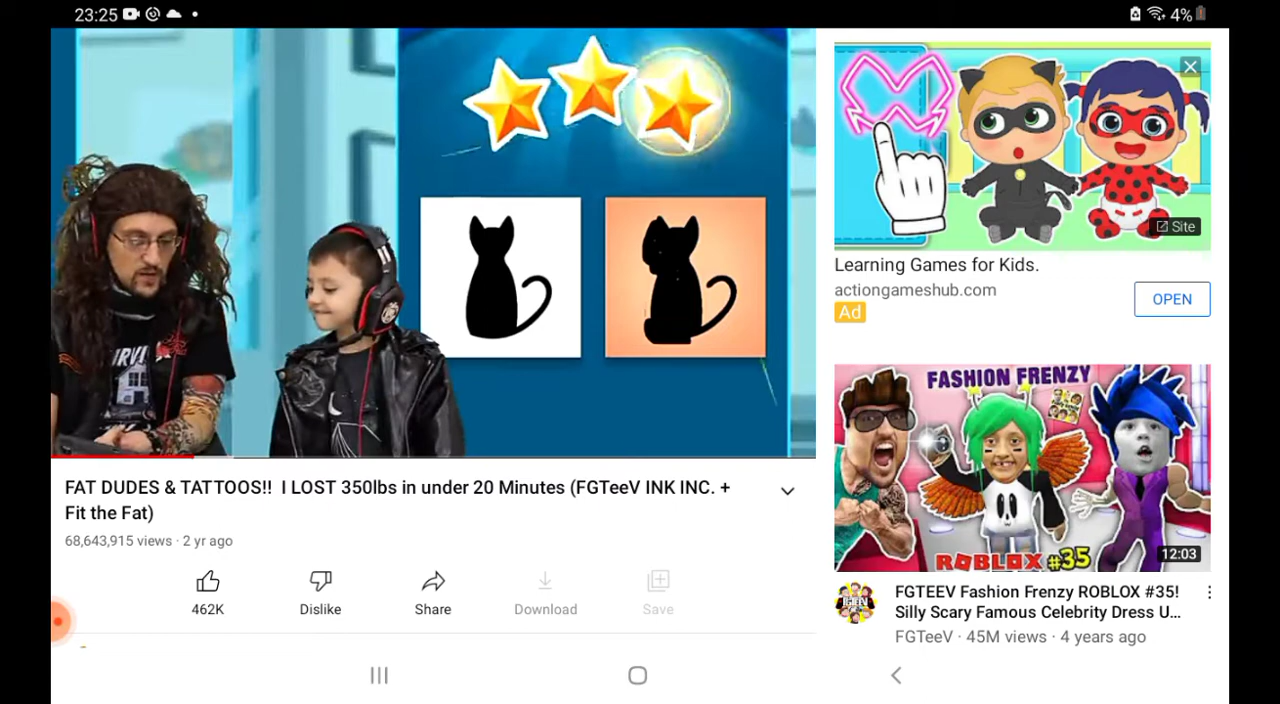 23:25
4%
Site
Learning Games for Kids.
actiongameshub.com
Ad
OPEN
FAT DUDES & TATTOOS!! I LOST 350lbs in under 20 Minutes (FGTeeV INK INC. +
Fit the Fat)
68,643,915 views · 2 yr ago
462K
Dislike
Share
Download
Save
FASHION FRENZY
ROBLOX #35
12:03
FGTEEV Fashion Frenzy ROBLOX #35!
Silly Scary Famous Celebrity Dress U...
FGTeeV · 45M views · 4 years ago